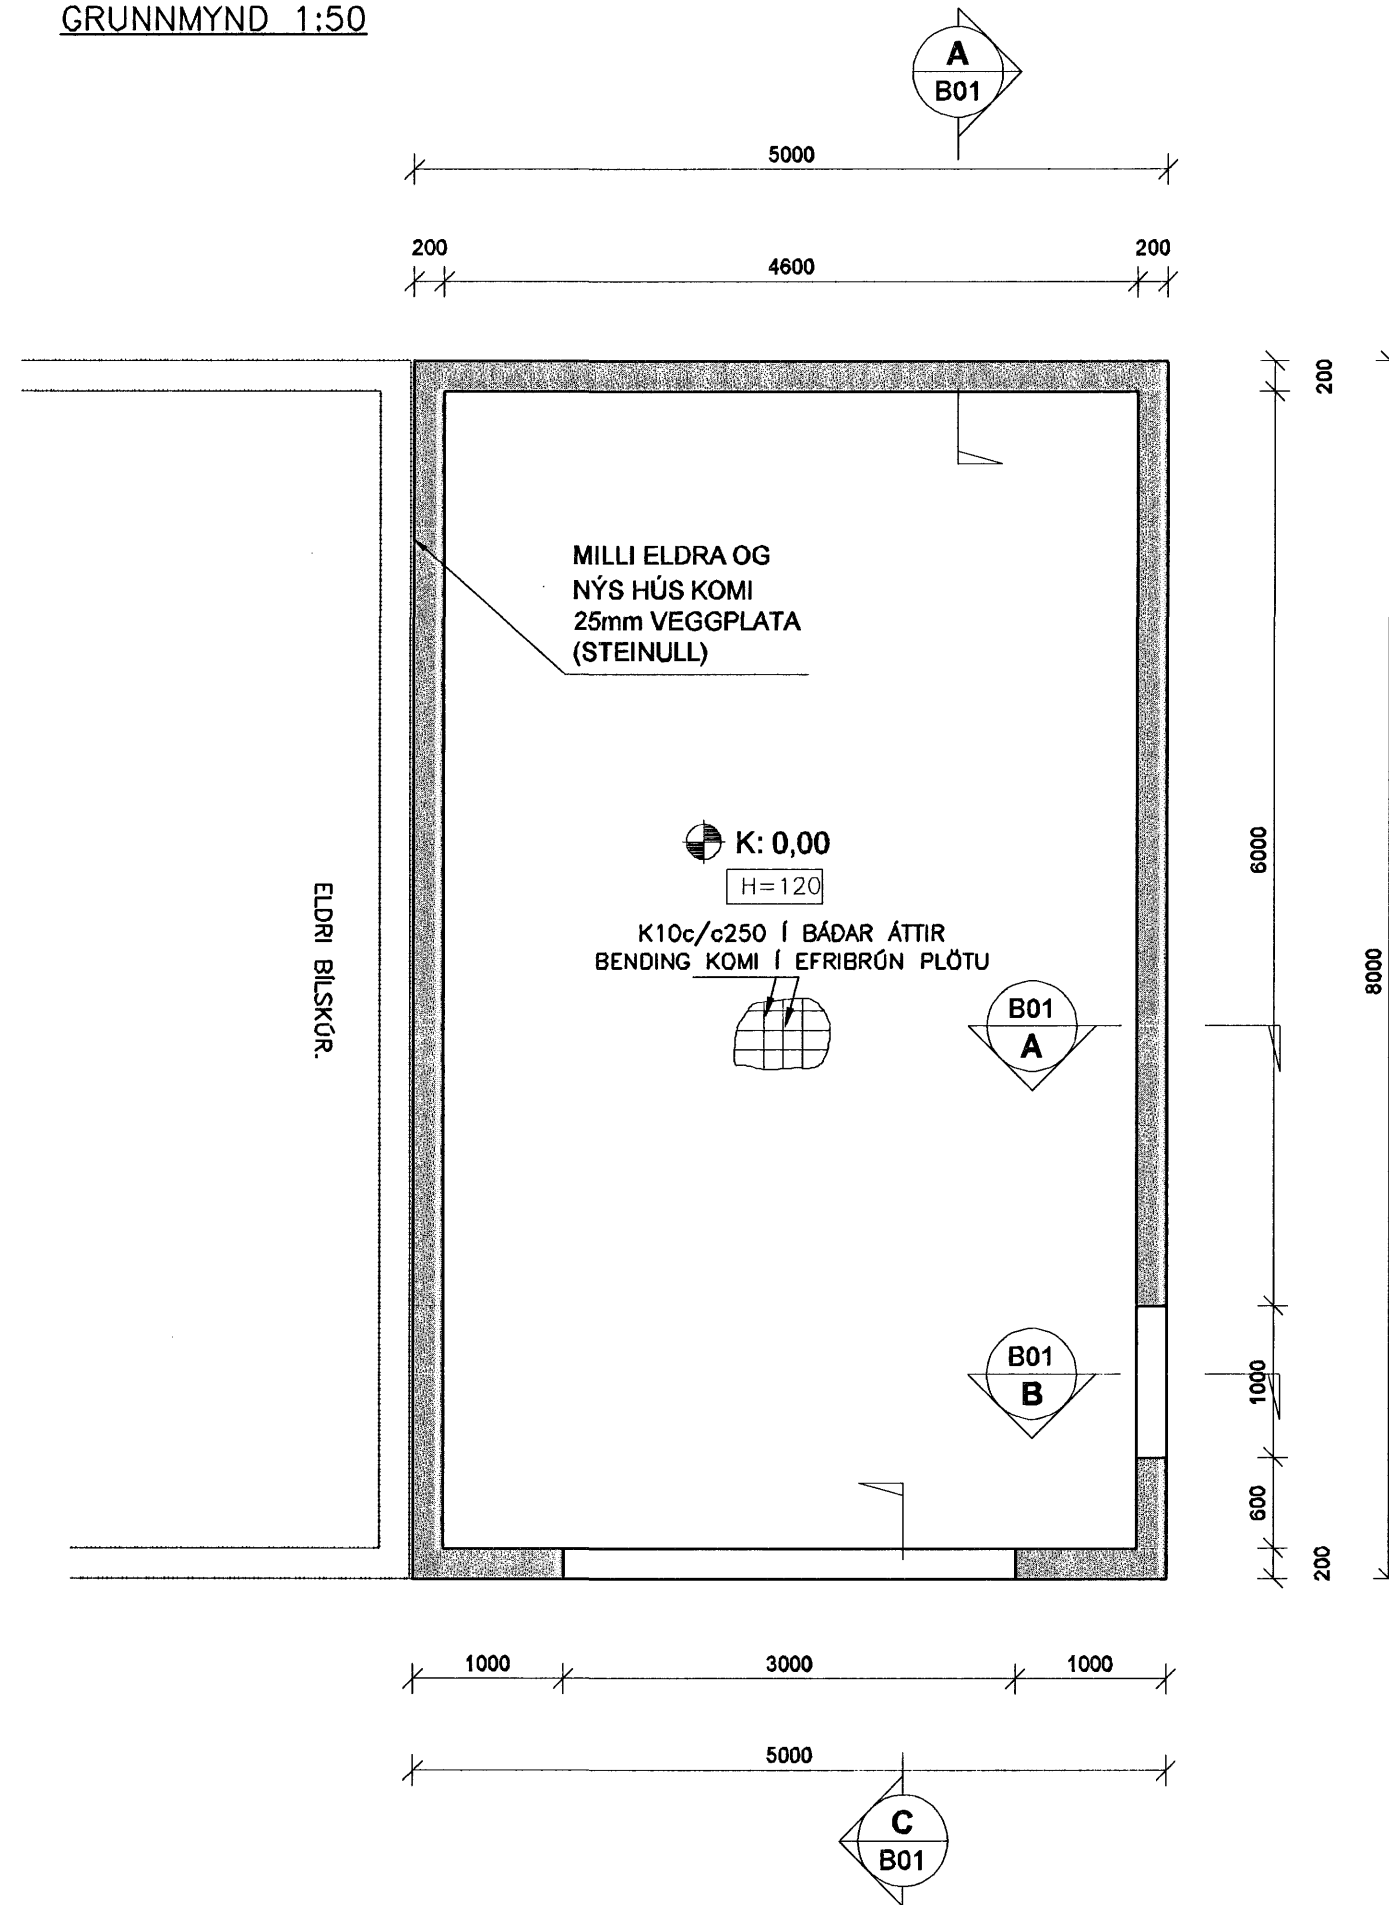 GRUNNMYND 1:50
A
B01
5000
200
4600
200
200
MILLI ELDRA OG
NÝS HÚS KOMI
25mm VEGGPLATA
(STEINULL)
6000
8000
K: 0,00
H=120
K10c/c250 Í BÁÐAR ÁTTIR
BENDING KOMI Í EFRIBRÚN PLÖTU
ELDRI BÍLSKÚR.
B01
A
B01
B
1000
600
200
1000
3000
1000
5000
C
B01